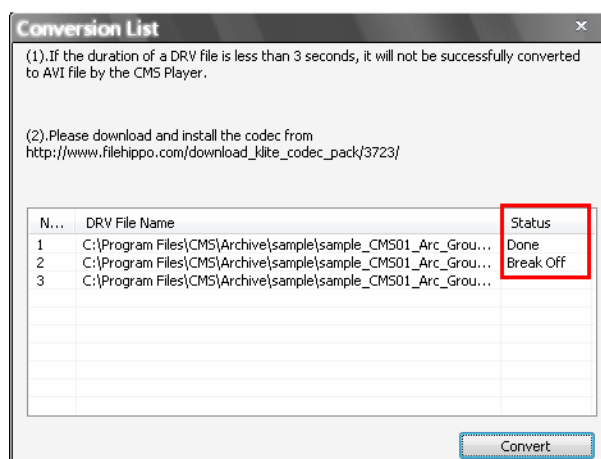 Conversion List
(1).If the duration of a DRV file is less than 3 seconds, it will not be successfully converted
to AVI file by the CMS Player.
(2).Please download and install the codec from
http://www.filehippo.com/download_klite_codec_pack/3723/
N... DRV File Name Status
1 C:\Program Files\CMS\Archive\sample\sample_CMS01_Arc_Grou... Done
2 C:\Program Files\CMS\Archive\sample\sample_CMS01_Arc_Grou... Break Off
3 C:\Program Files\CMS\Archive\sample\sample_CMS01_Arc_Grou...
Convert